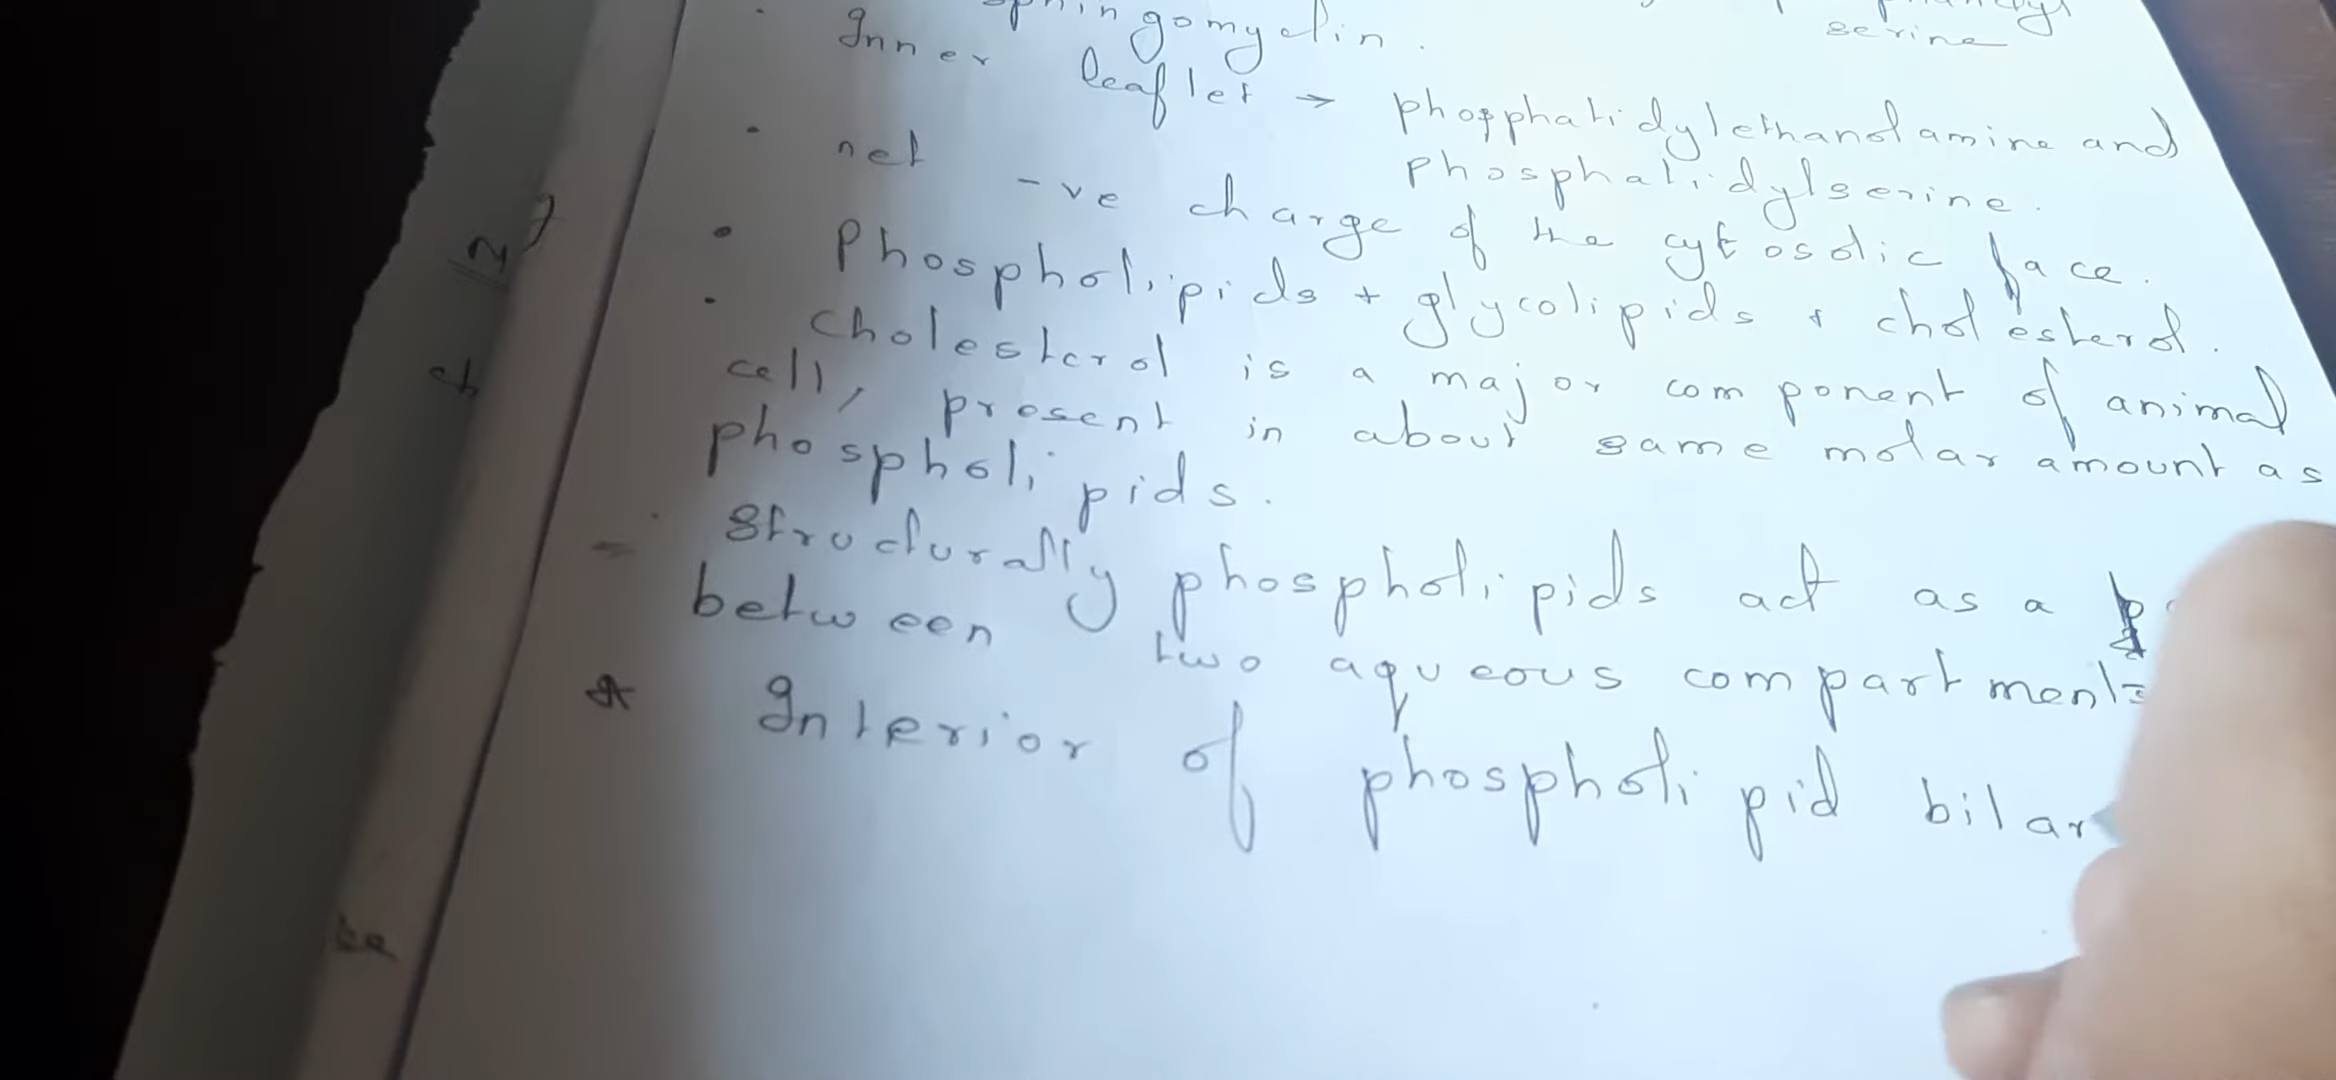 sphingomyelin.
serine
Inner leaflet → phosphatidylethanolamine and
phosphatidylserine.
net -ve charge of the cytosolic face.
Phospholipids + glycolipids + cholesterol.
Cholesterol is a major component of animal
cell, present in about same molar amount as
phospholipids.
- Structurally phospholipids act as a
between two aqueous compartments
* Interior of phospholipid bilar